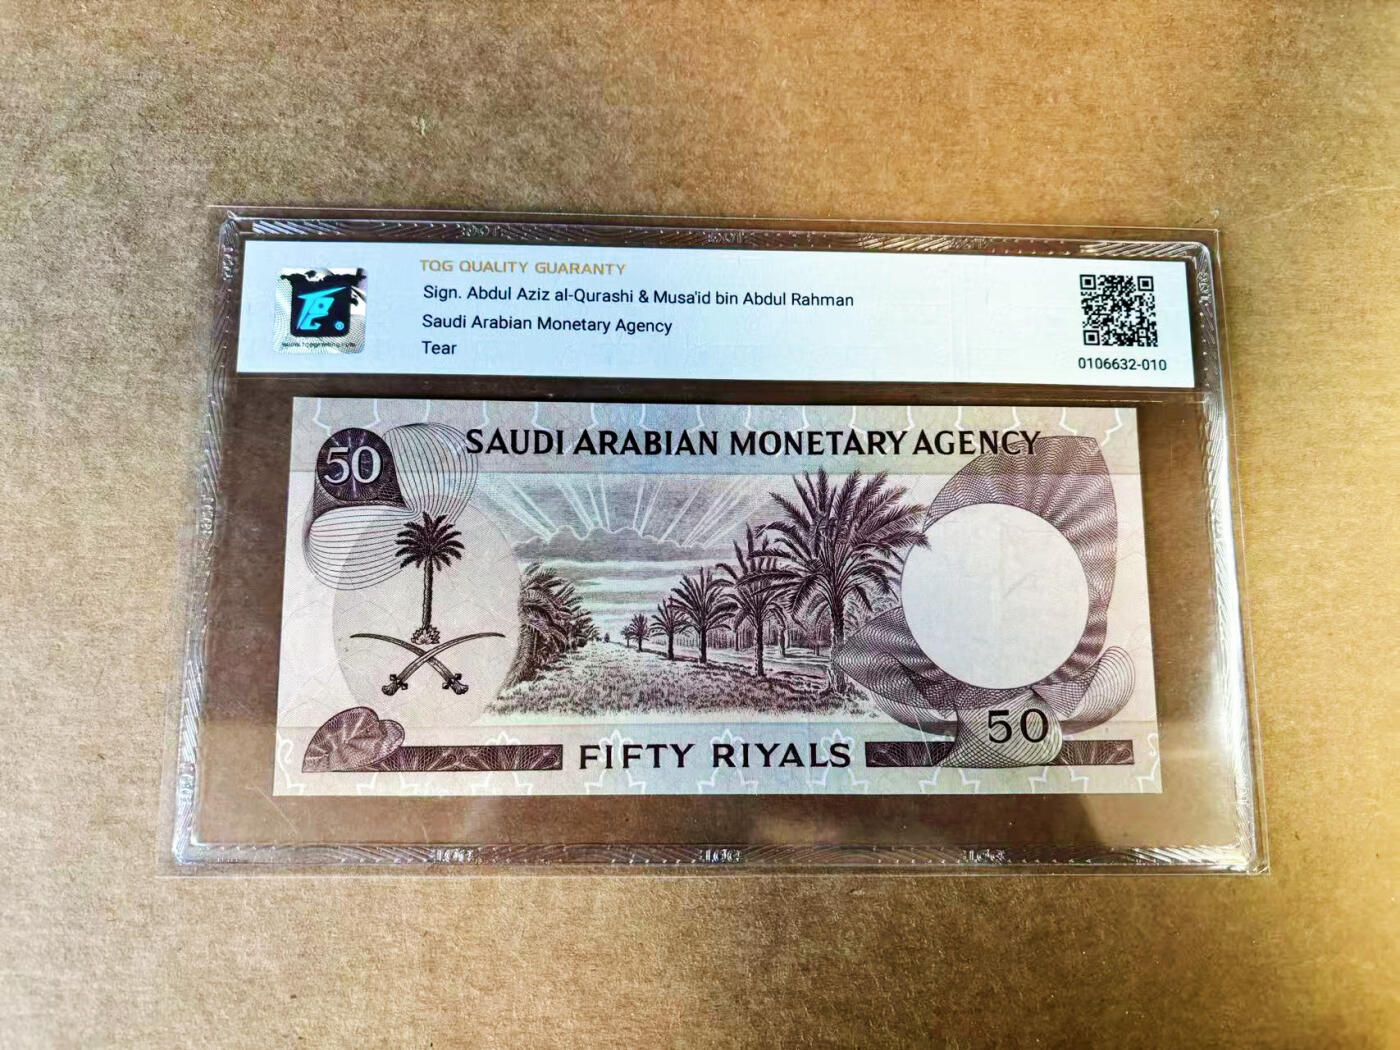 TQG QUALITY GUARANTY
Sign. Abdul Aziz al-Qurashi & Musa'id bin Abdul Rahman
Saudi Arabian Monetary Agency
Tear
0106632-010
50
SAUDI ARABIAN MONETARY AGENCY
50
FIFTY RIYALS